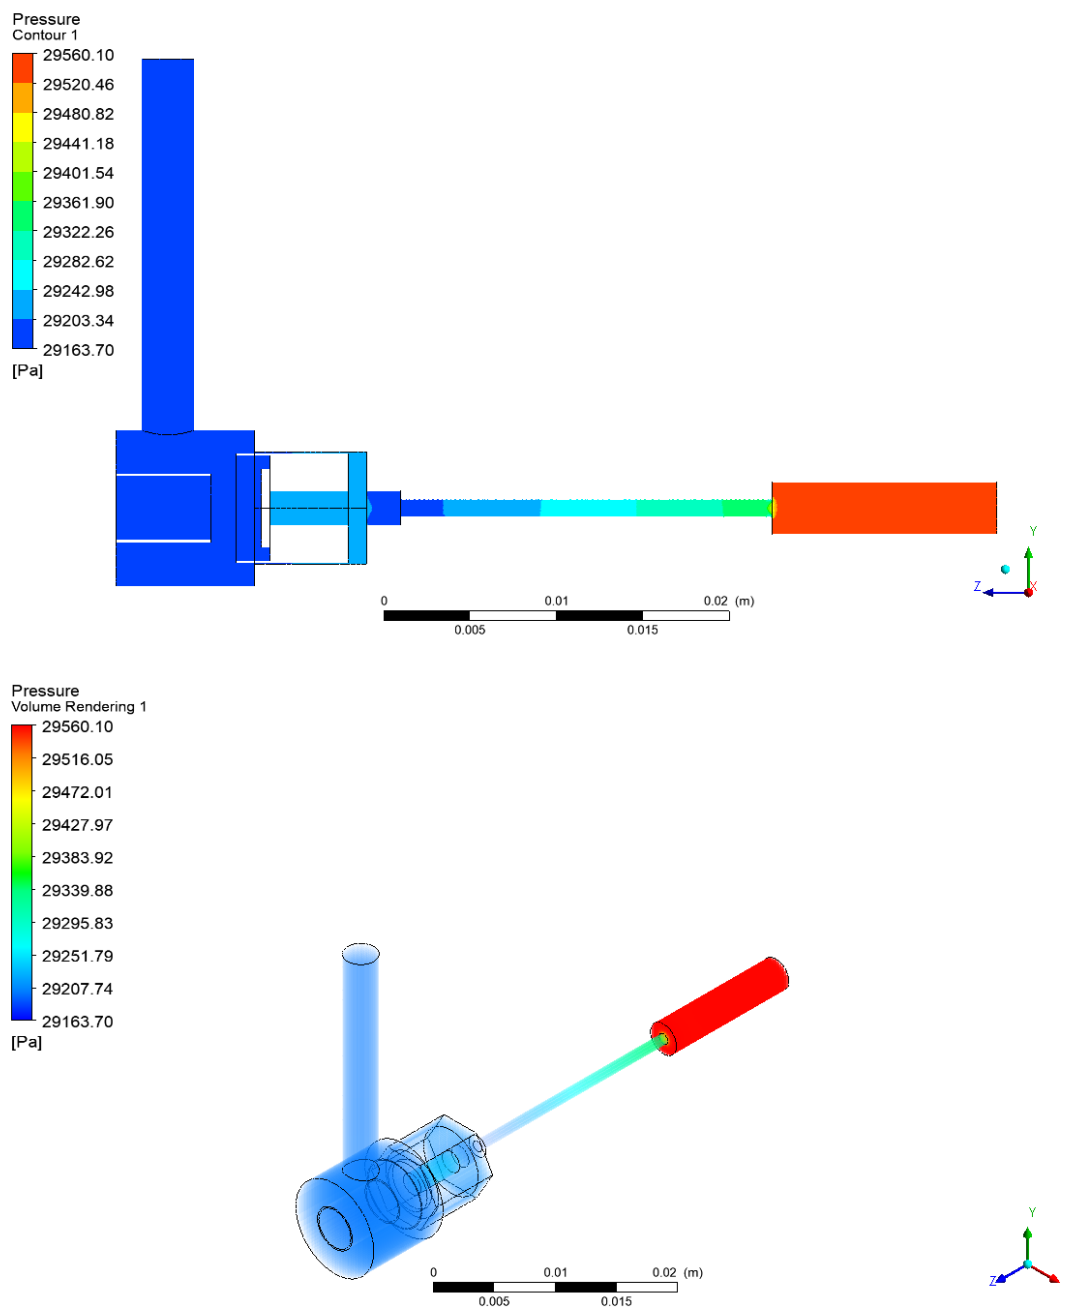 Pressure
Contour 1
29560.10
29520.46
29480.82
29441.18
29401.54
29361.90
29322.26
29282.62
29242.98
29203.34
29163.70
[Pa]
0 0.01 0.02 (m)
0.005 0.015
Y
Z X
Pressure
Volume Rendering 1
29560.10
29516.05
29472.01
29427.97
29383.92
29339.88
29295.83
29251.79
29207.74
29163.70
[Pa]
0 0.01 0.02 (m)
0.005 0.015
Y
Z